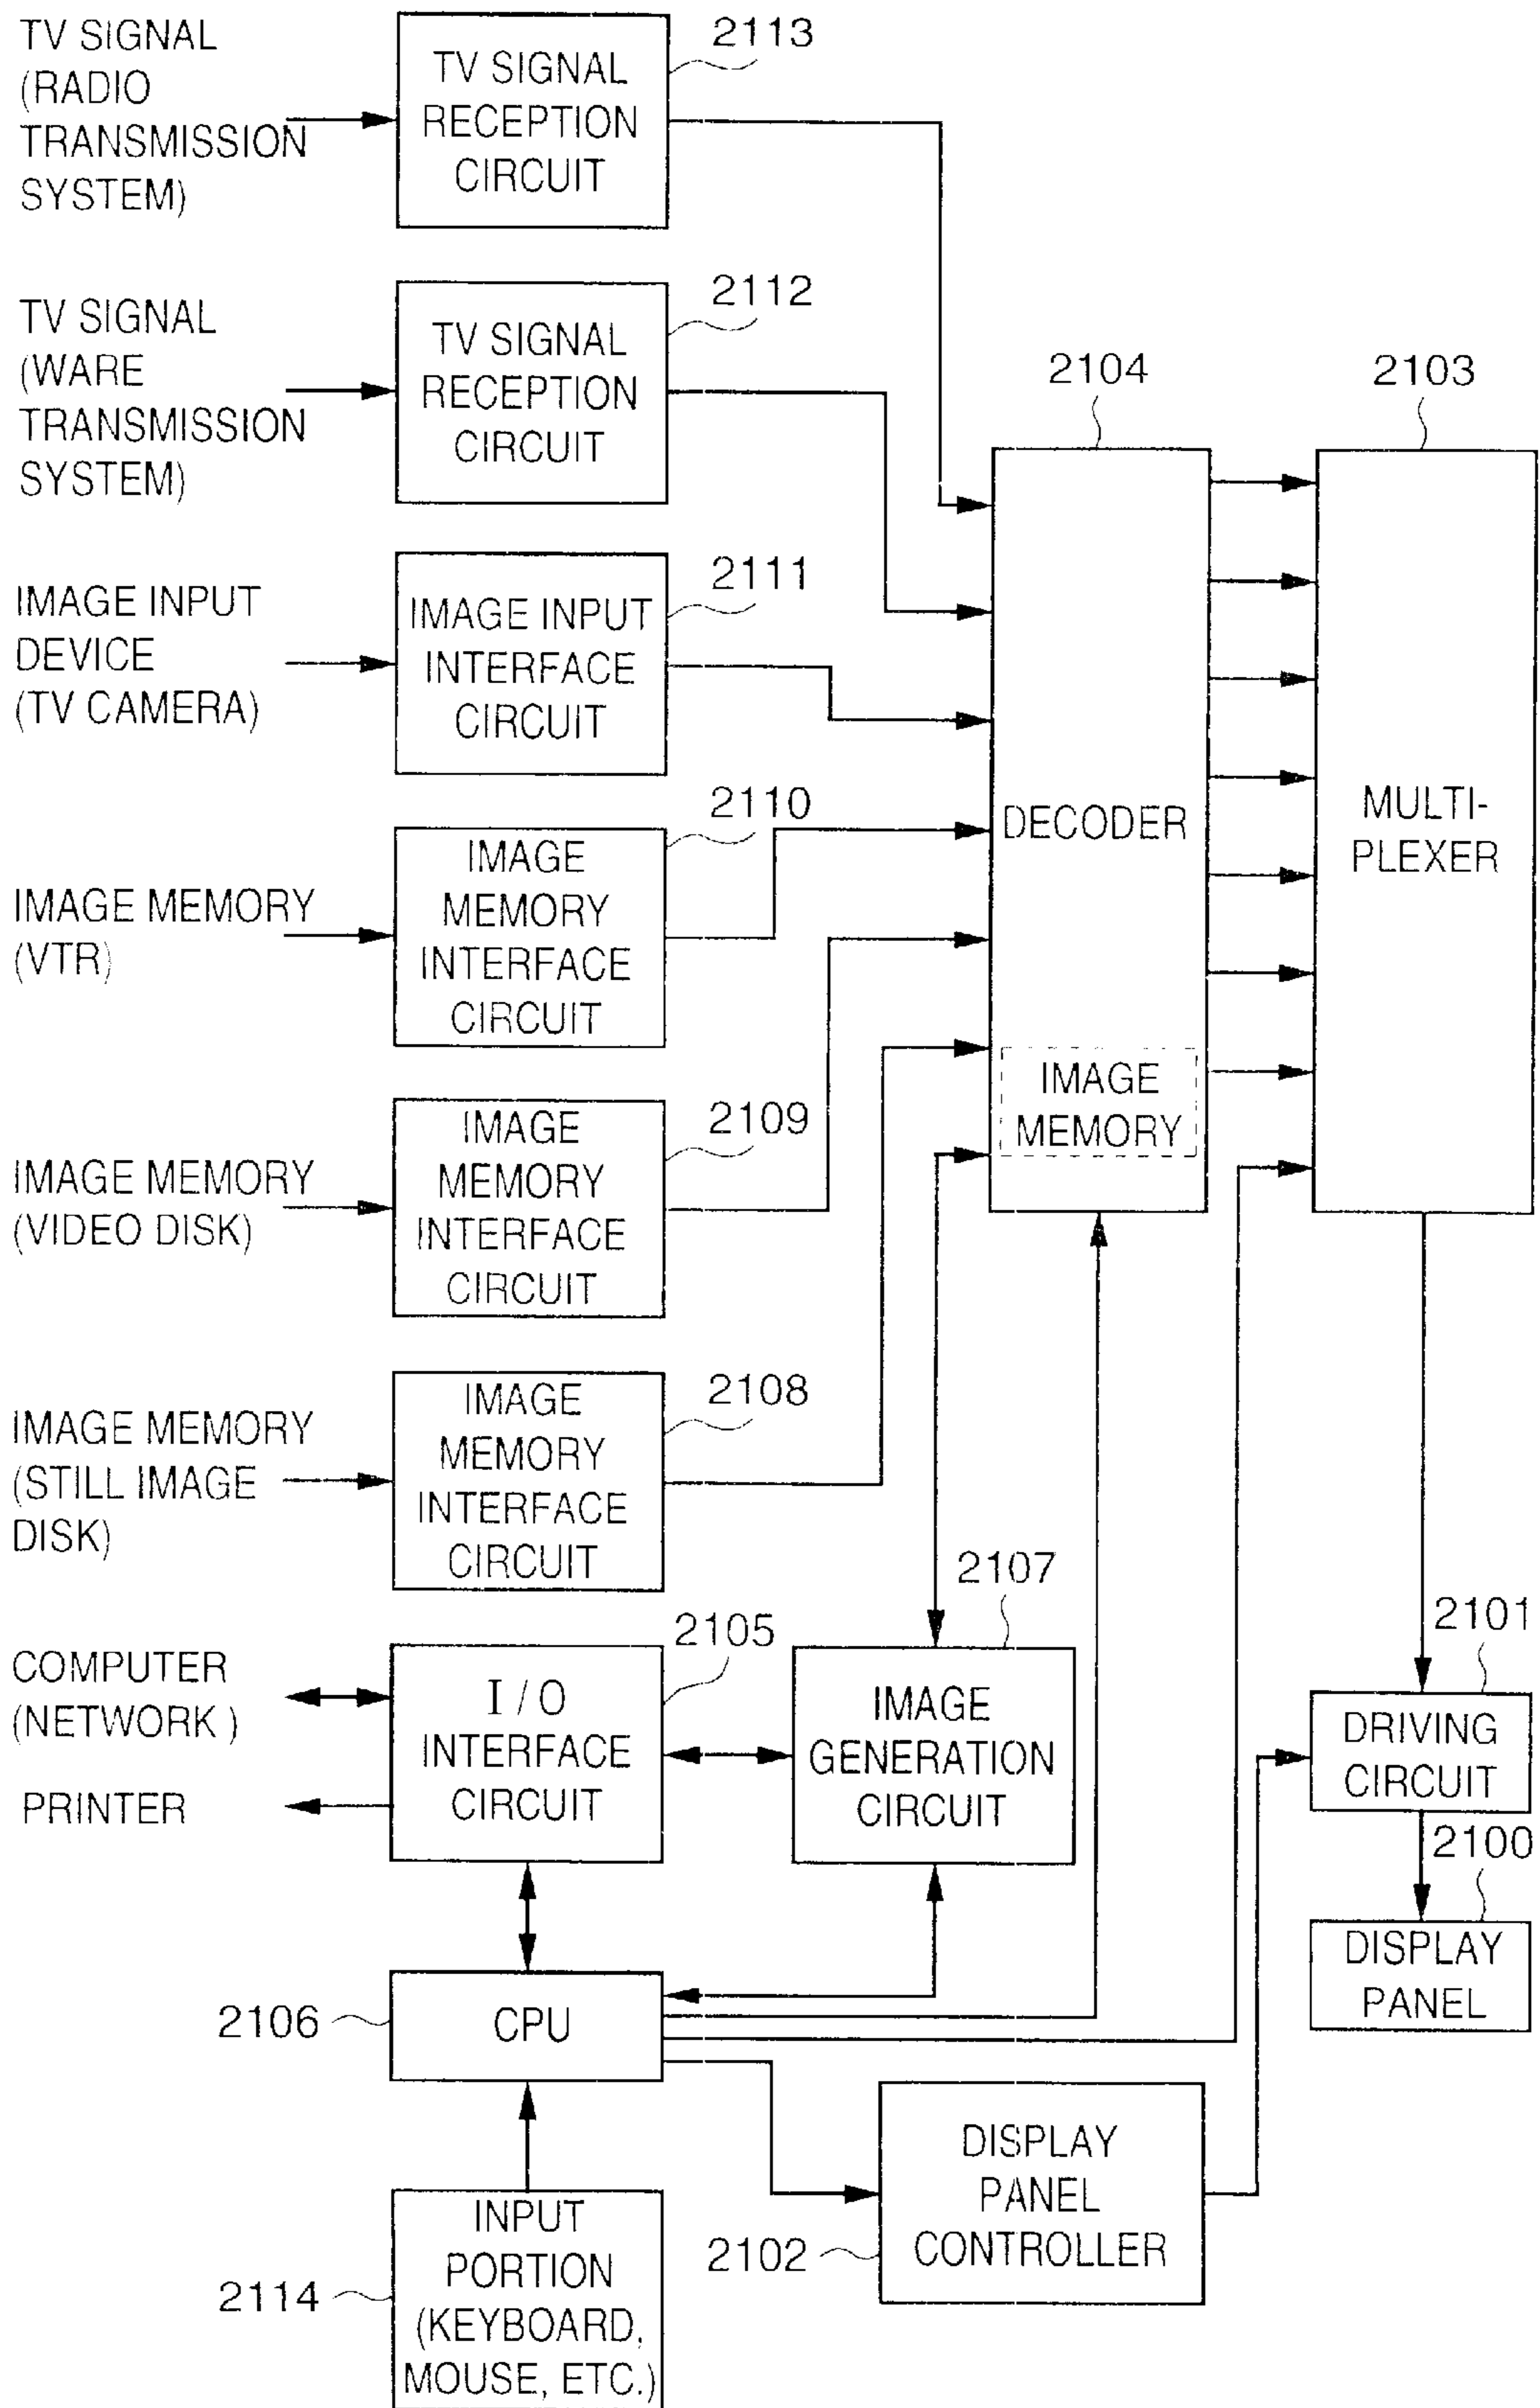 TV SIGNAL
(RADIO
TRANSMISSION
SYSTEM)
TV SIGNAL
RECEPTION
CIRCUIT
2113
TV SIGNAL
(WARE
TRANSMISSION
SYSTEM)
TV SIGNAL
RECEPTION
CIRCUIT
2112
IMAGE INPUT
DEVICE
(TV CAMERA)
IMAGE INPUT
INTERFACE
CIRCUIT
2111
IMAGE MEMORY
(VTR)
IMAGE
MEMORY
INTERFACE
CIRCUIT
2110
IMAGE MEMORY
(VIDEO DISK)
IMAGE
MEMORY
INTERFACE
CIRCUIT
2109
IMAGE MEMORY
(STILL IMAGE
DISK)
IMAGE
MEMORY
INTERFACE
CIRCUIT
2108
2104
DECODER
IMAGE
MEMORY
2103
MULTI-
PLEXER
COMPUTER
(NETWORK )
PRINTER
I / O
INTERFACE
CIRCUIT
2105
2107
IMAGE
GENERATION
CIRCUIT
2101
DRIVING
CIRCUIT
2100
DISPLAY
PANEL
2106
CPU
2102
DISPLAY
PANEL
CONTROLLER
2114
INPUT
PORTION
(KEYBOARD,
MOUSE, ETC.)